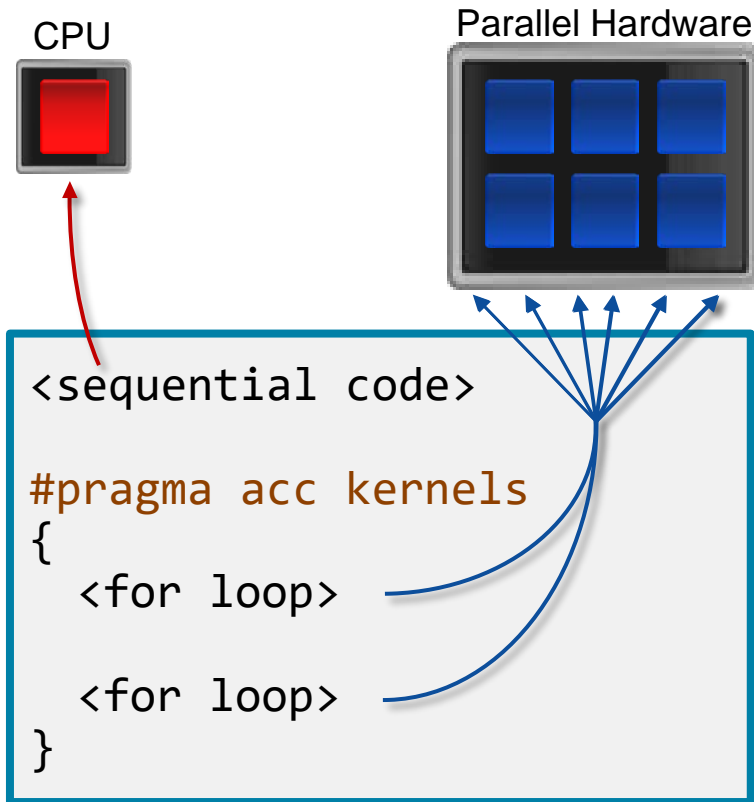 CPU
Parallel Hardware
<sequential code>
#pragma acc kernels
{
<for loop>
<for loop>
}